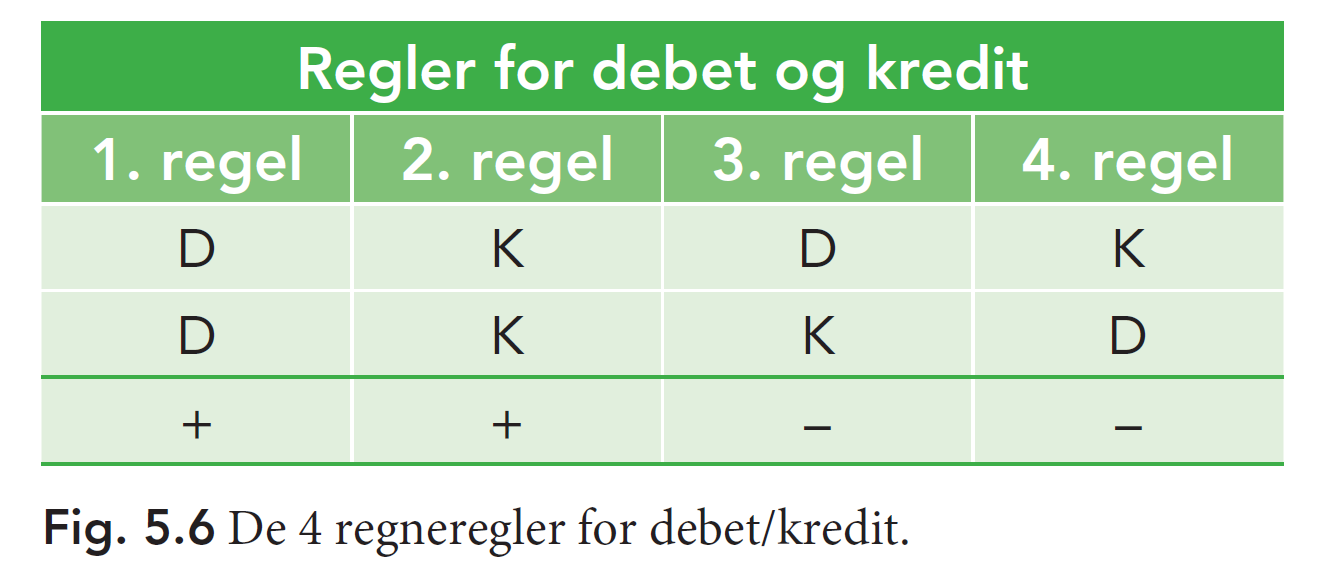 Regler for debet og kredit
1. regel 2. regel 3. regel 4. regel
D K D K
D K K D
+ + – –
Fig. 5.6 De 4 regneregler for debet/kredit.